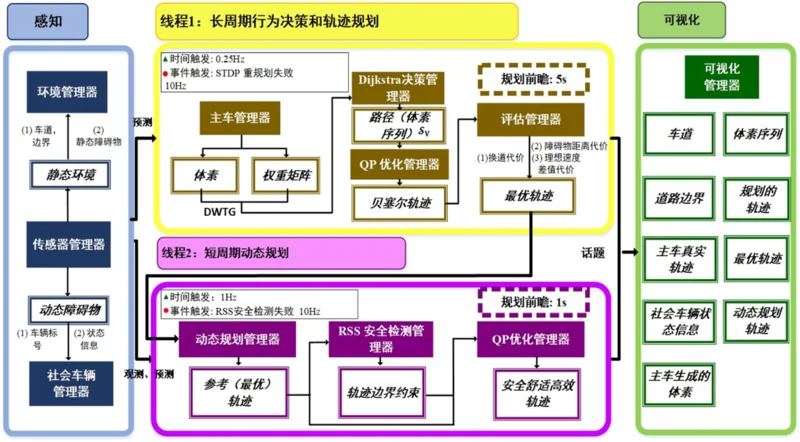 感知
环境管理器
(1) 车道,
边界
(2)
静态障碍物
静态环境
传感器管理器
动态障碍物
(1) 车辆标
号
(2) 状态
信息
社会车辆
管理器
预测
观测、预测
线程1：长周期行为决策和轨迹规划
时间触发: 0.25Hz
事件触发: STDP 重规划失败
10Hz
主车管理器
体素
权重矩阵
DWTG
Dijkstra决策管
理器
路径（体素
序列）Sv
QP 优化管理器
贝塞尔轨迹
规划前瞻: 5s
评估管理器
(1)换道代价
(2) 障碍物距离代价
(3) 理想速度
差值代价
最优轨迹
线程2：短周期动态规划
时间触发: 1Hz
事件触发: RSS安全检测失败 10Hz
规划前瞻: 1s
动态规划管理器
参考（最优）
轨迹
RSS 安全检测管
理器
轨迹边界约束
QP优化管理器
安全舒适高效
轨迹
话题
可视化
可视化
管理器
车道
体素序列
道路边界
规划的
轨迹
主车真实
轨迹
最优轨迹
社会车辆状
态信息
动态规划
轨迹
主车生成的
体素